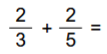 2/3 + 2/5 =